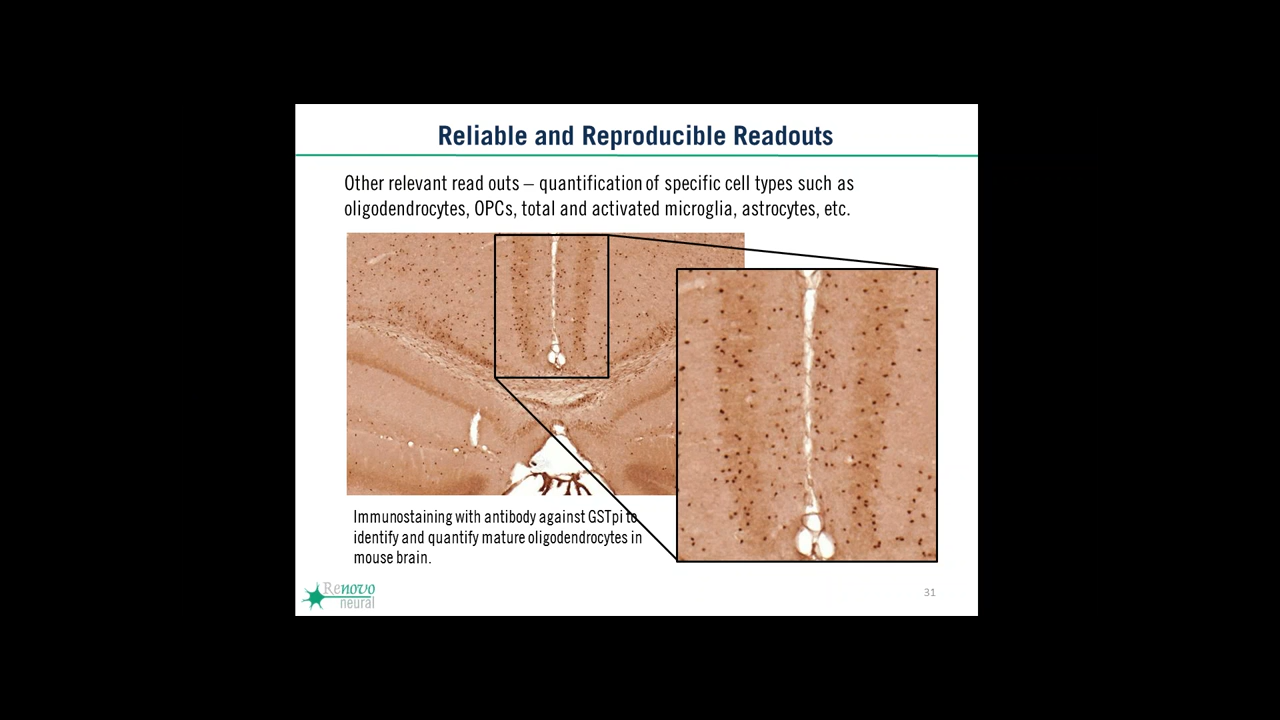 Reliable and Reproducible Readouts
Other relevant read outs – quantification of specific cell types such as
oligodendrocytes, OPCs, total and activated microglia, astrocytes, etc.
Immunostaining with antibody against GSTpi to
identify and quantify mature oligodendrocytes in
mouse brain.
Renovo
neural
31